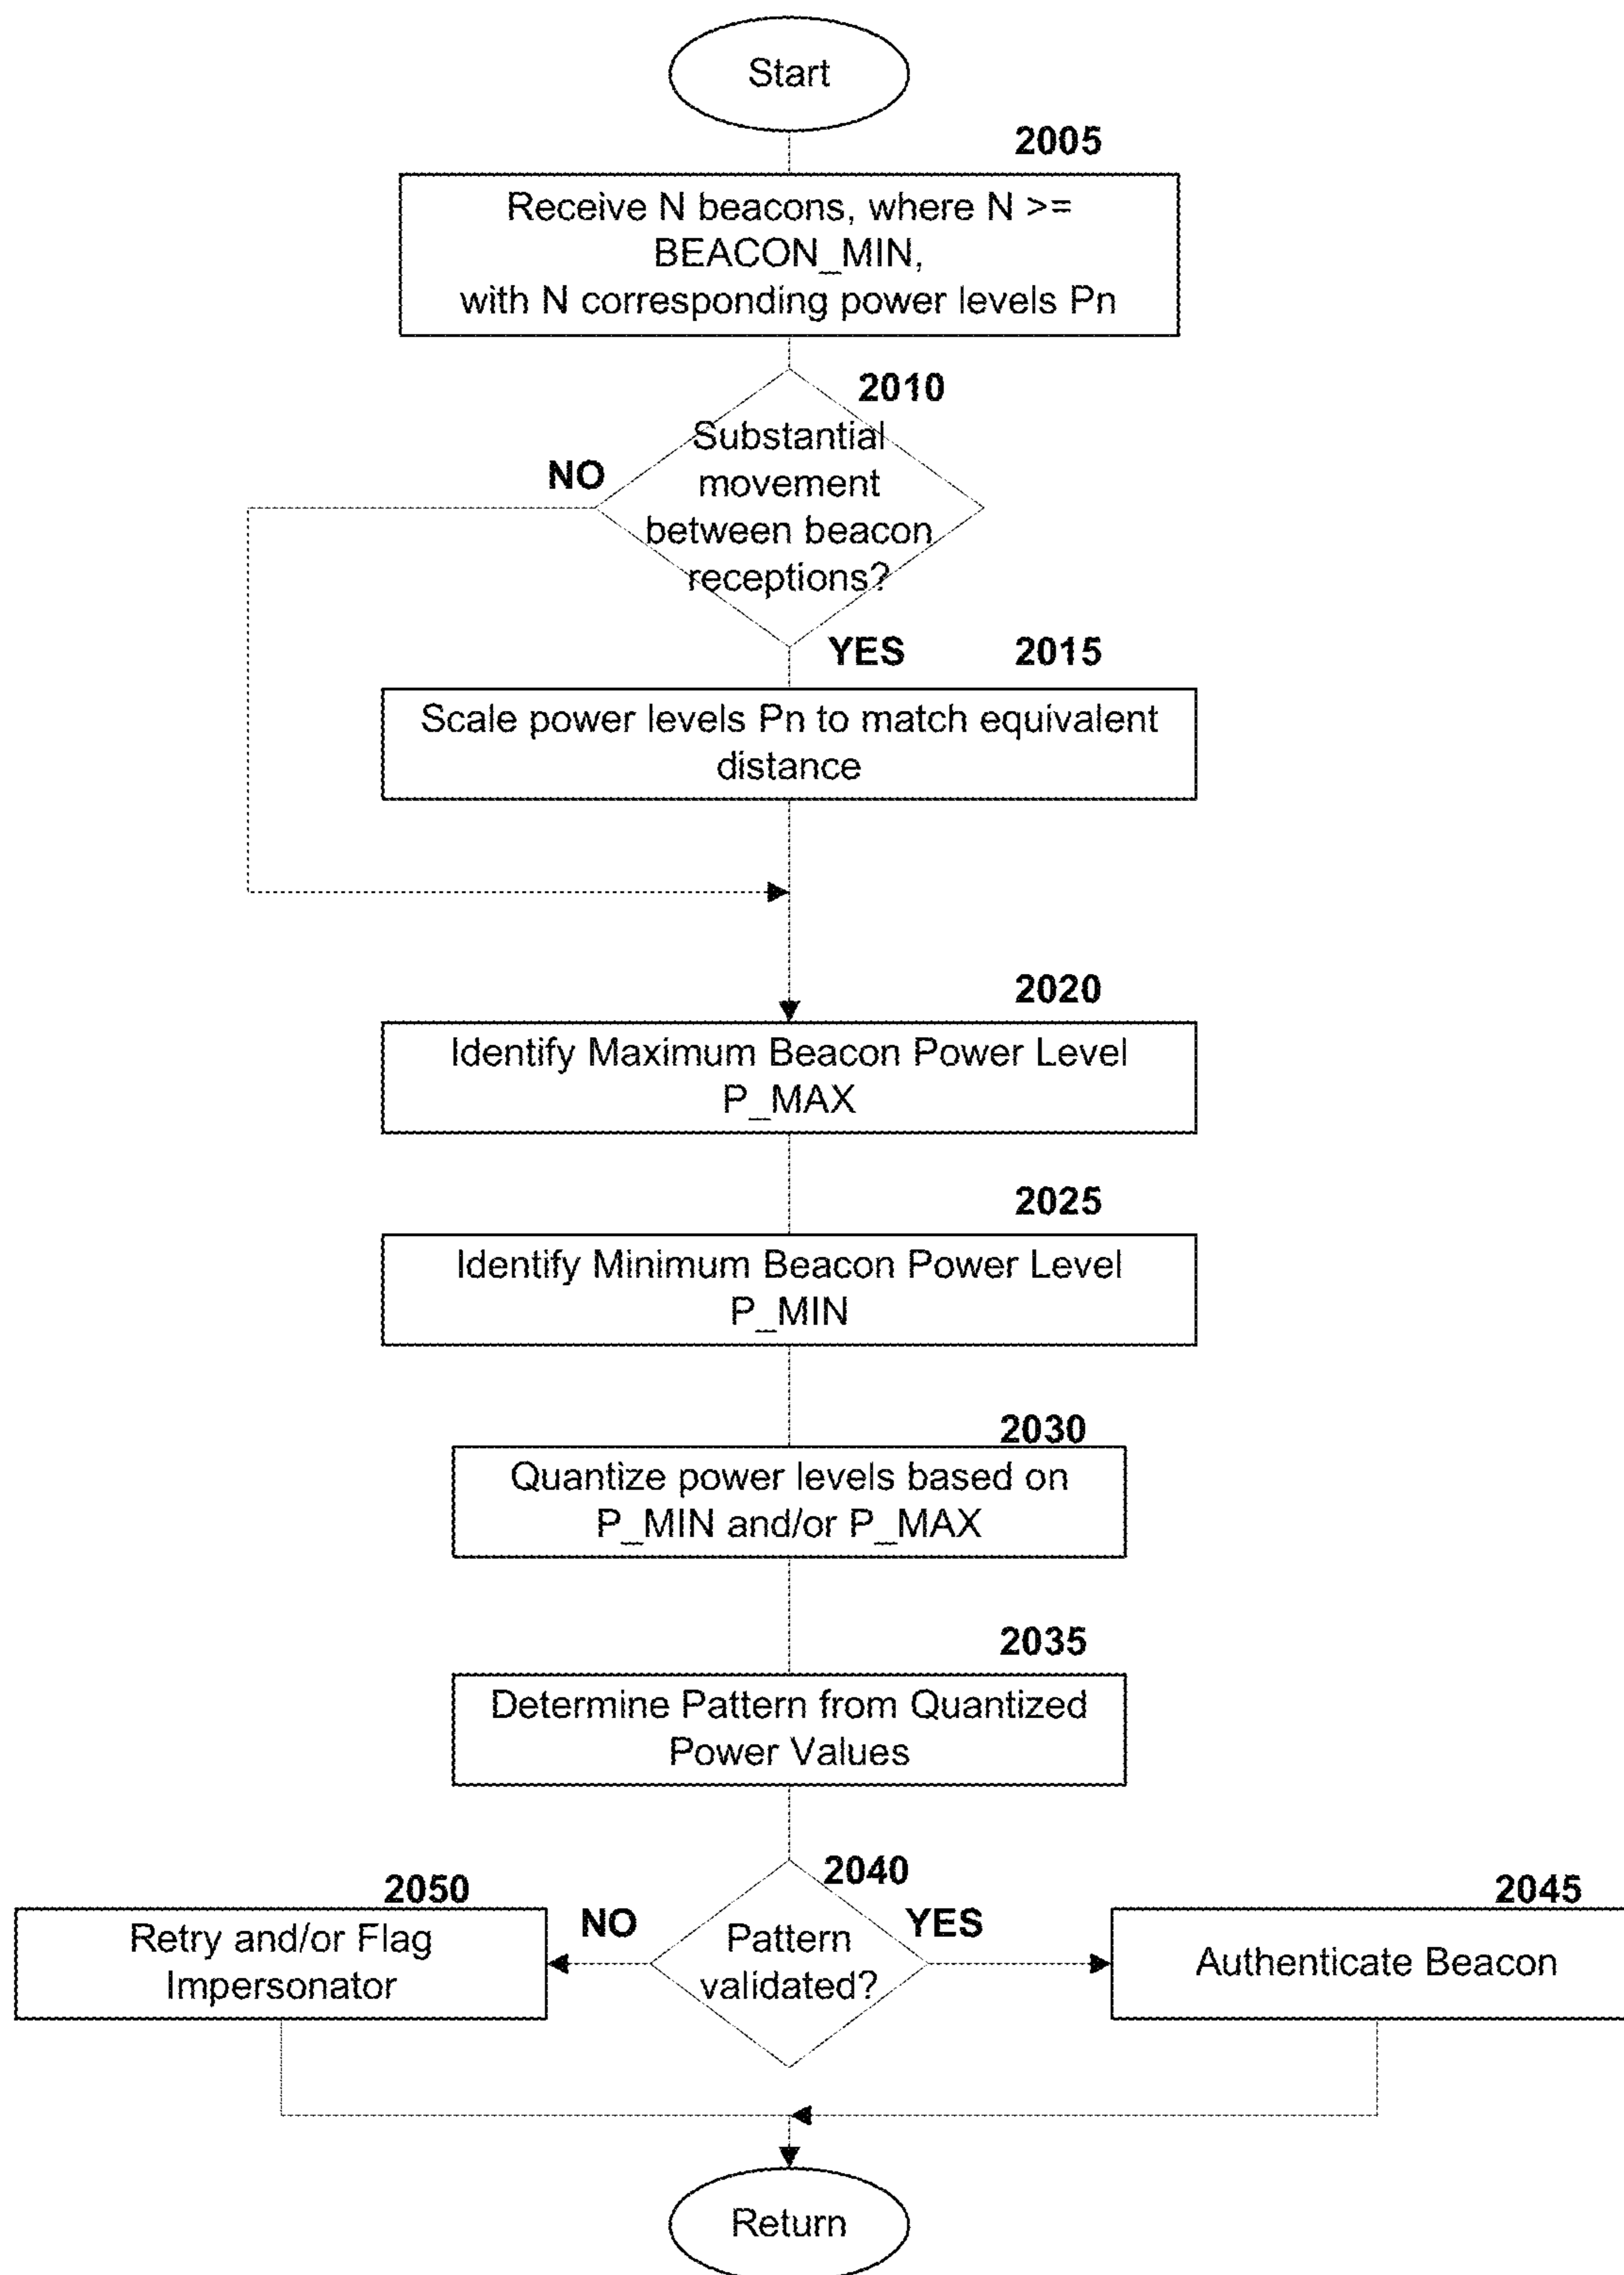 Start
2005
Receive N beacons, where N >=
BEACON_MIN,
with N corresponding power levels Pn
2010
Substantial
movement
between beacon
receptions?
NO
YES
2015
Scale power levels Pn to match equivalent
distance
2020
Identify Maximum Beacon Power Level
P_MAX
2025
Identify Minimum Beacon Power Level
P_MIN
2030
Quantize power levels based on
P_MIN and/or P_MAX
2035
Determine Pattern from Quantized
Power Values
2040
Pattern
validated?
NO
YES
2050
Retry and/or Flag
Impersonator
2045
Authenticate Beacon
Return